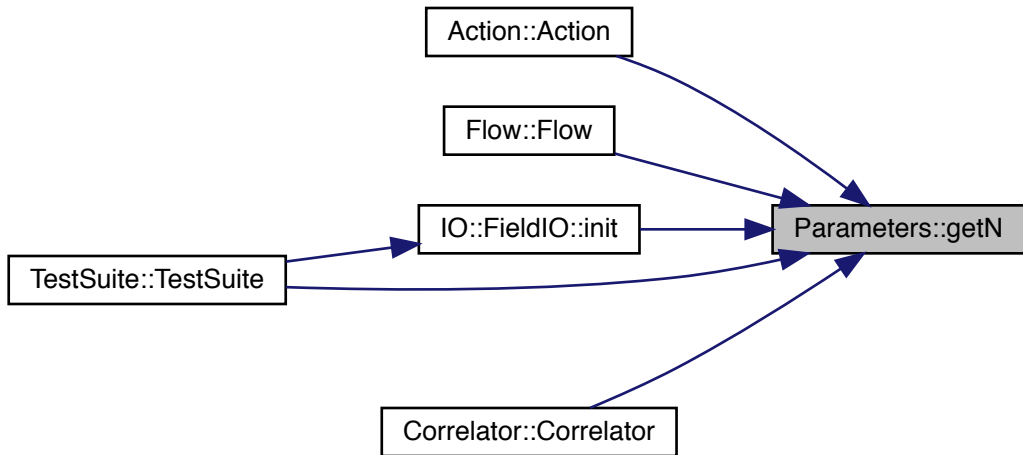 Action::Action
Flow::Flow
IO::FieldIO::init
Parameters::getN
TestSuite::TestSuite
Correlator::Correlator